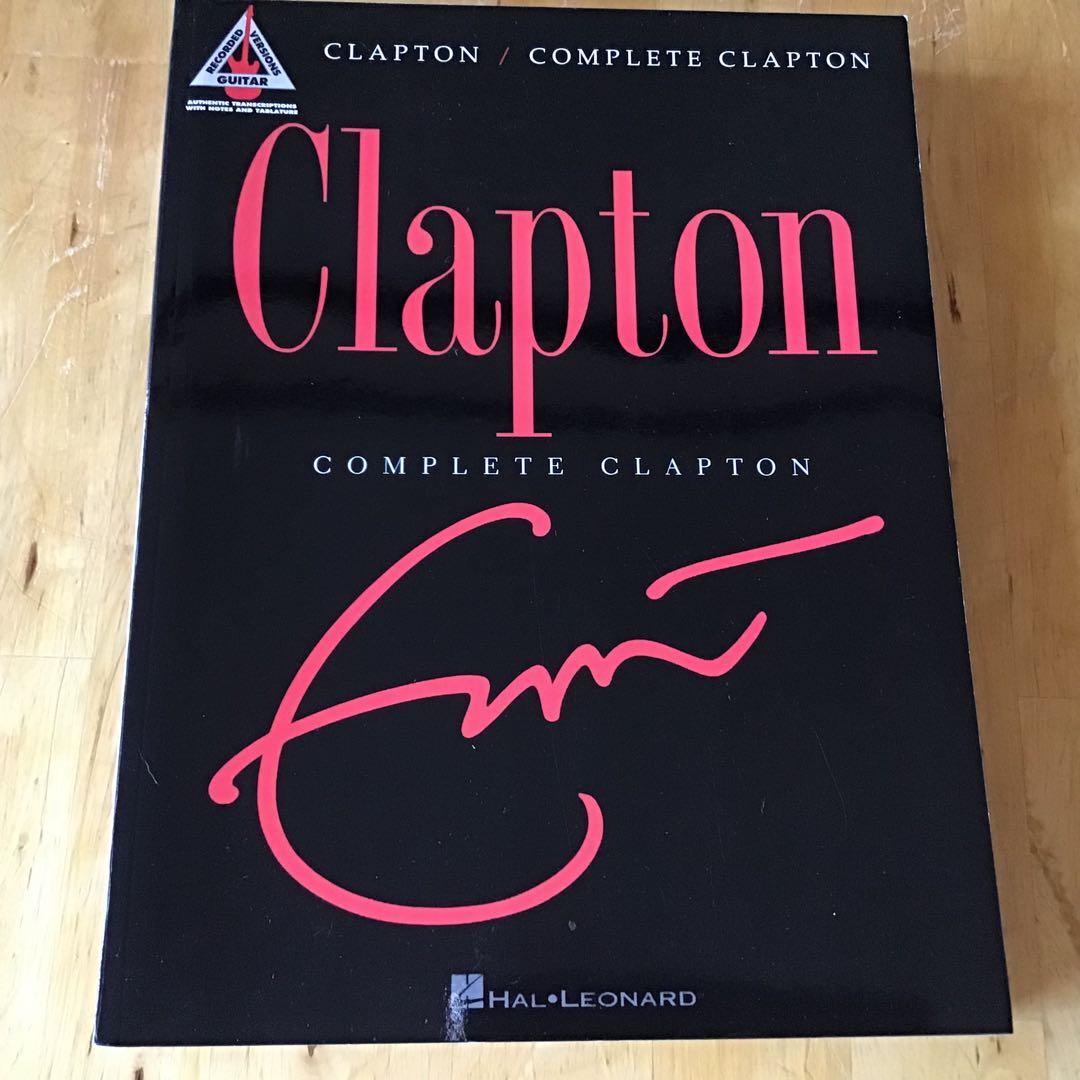 RECORDED VERSIONS
GUITAR
AUTHENTIC TRANSCRIPTIONS
WITH NOTES AND TABLATURE
CLAPTON / COMPLETE CLAPTON
Clapton
COMPLETE CLAPTON
Eric
HAL•LEONARD